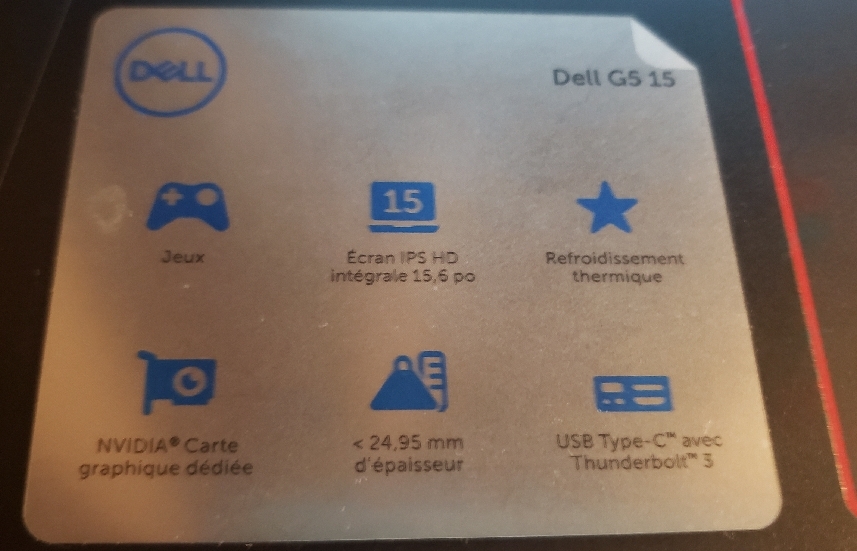 DELL
Dell G5 15
Jeux
15
Écran IPS HD
intégrale 15,6 po
Refroidissement
thermique
NVIDIA® Carte
graphique dédiée
< 24,95 mm
d'épaisseur
USB Type-C™ avec
Thunderbolt™ 3